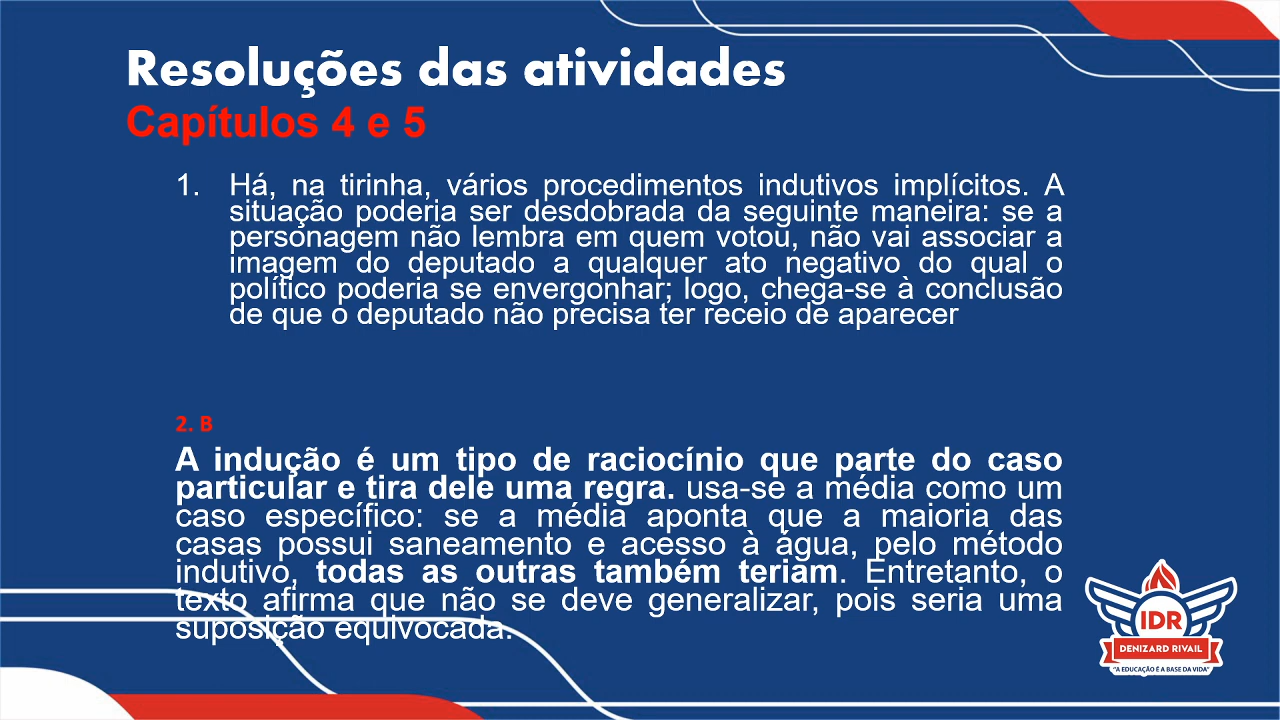 Resoluções das atividades
Capítulos 4 e 5
1. Há, na tirinha, vários procedimentos indutivos implícitos. A
situação poderia ser desdobrada da seguinte maneira: se a
personagem não lembra em quem votou, não vai associar a
imagem do deputado a qualquer ato negativo do qual o
político poderia se envergonhar; logo, chega-se à conclusão
de que o deputado não precisa ter receio de aparecer
2. B
A indução é um tipo de raciocínio que parte do caso
particular e tira dele uma regra. usa-se a média como um
caso específico: se a média aponta que a maioria das
casas possui saneamento e acesso à água, pelo método
indutivo, todas as outras também teriam. Entretanto, o
texto afirma que não se deve generalizar, pois seria uma
suposição equivocada.
IDR
DENIZARD RIVAIL
"A EDUCAÇÃO É A BASE DA VIDA"